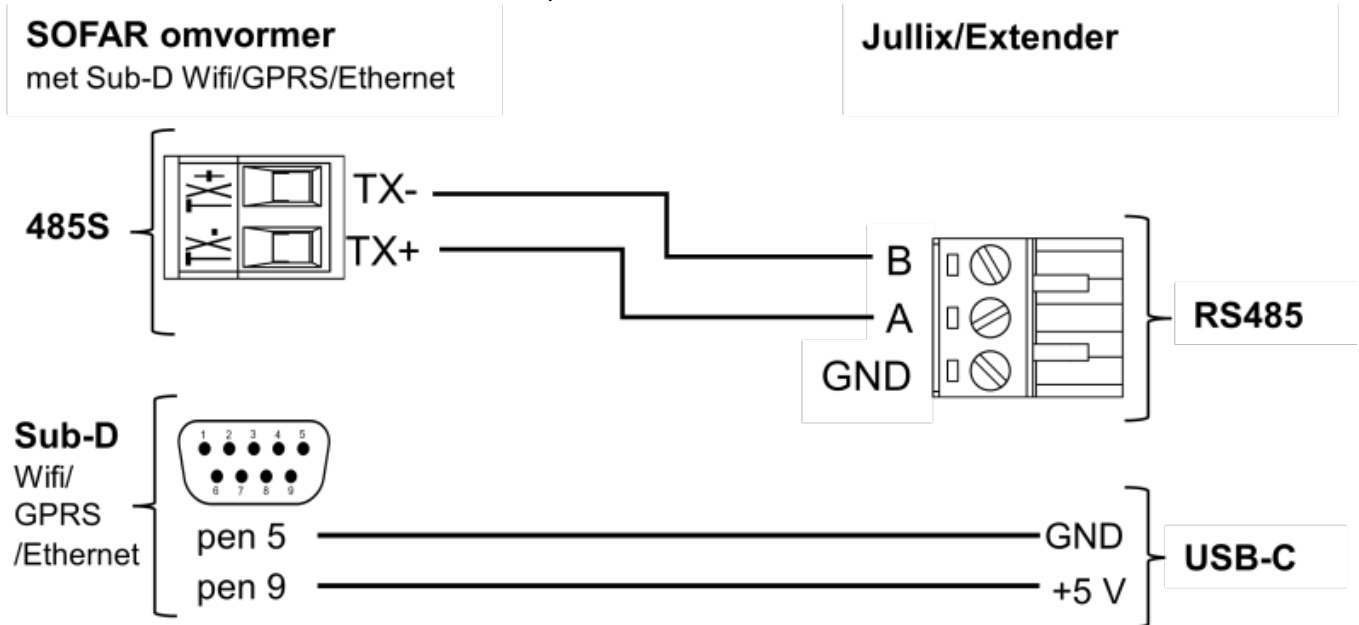 SOFAR omvormer
met Sub-D Wifi/GPRS/Ethernet
Jullix/Extender
485S
TX+
TX-
TX-
TX+
B
A
GND
RS485
Sub-D
Wifi/
GPRS
/Ethernet
1 2 3 4 5
6 7 8 9
pen 5
GND
pen 9
+5 V
USB-C